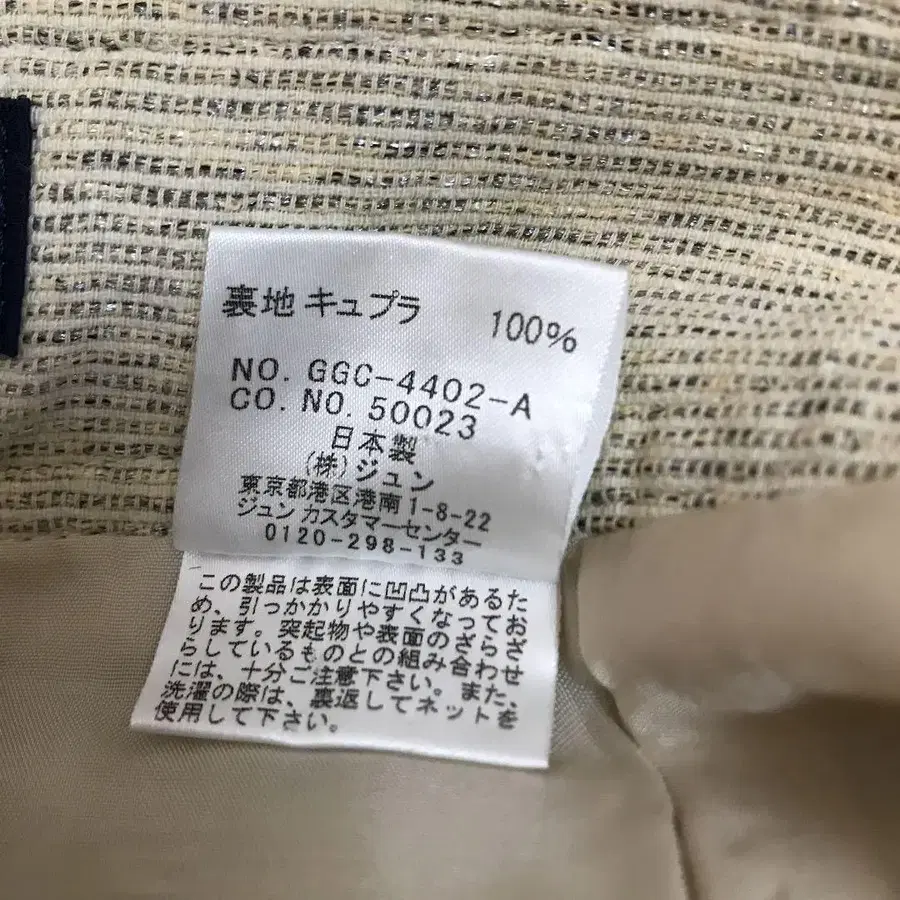 裏地 キュプラ 100%
NO. GGC-4402-A
CO. NO. 50023
日本製
(株)ジュン
東京都港区港南1-8-22
ジュン カスタマーセンター
0120-298-133
この製品は表面に凹凸があるた
め、引っかかりやすくなってお
ります。突起物や表面のざらざ
らしているものとの組み合わせ
には、十分ご注意下さい。また、
洗濯の際は、裏返してネットを
使用して下さい。